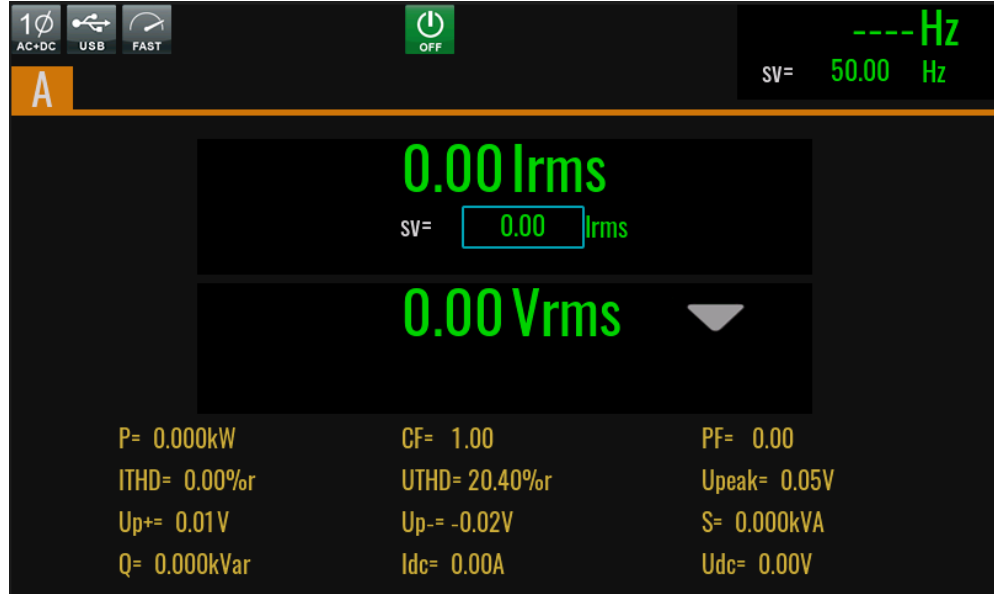 1Ø
AC+DC USB FAST OFF
---- Hz
sv= 50.00 Hz
A
0.00 Irms
sv= 0.00 Irms
0.00 Vrms
P= 0.000kW CF= 1.00 PF= 0.00
ITHD= 0.00%r UTHD= 20.40%r Upeak= 0.05V
Up+= 0.01V Up-= -0.02V S= 0.000kVA
Q= 0.000kVar Idc= 0.00A Udc= 0.00V